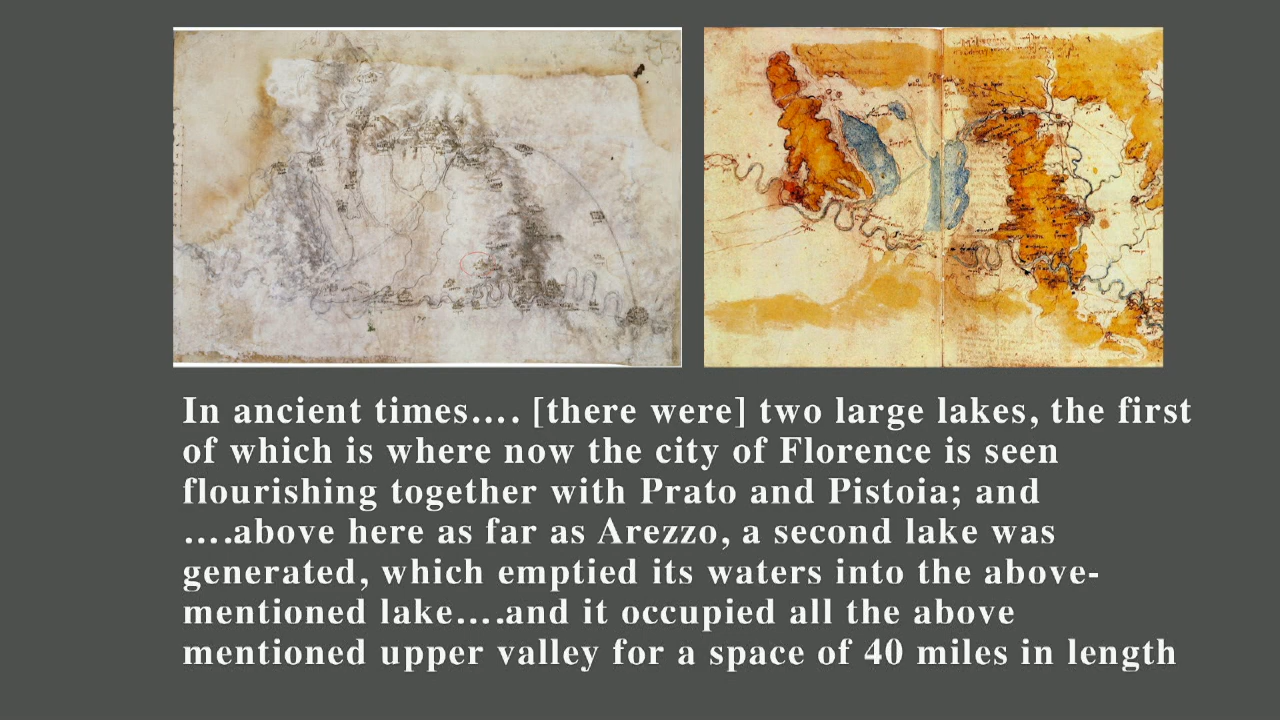 In ancient times.... [there were] two large lakes, the first
of which is where now the city of Florence is seen
flourishing together with Prato and Pistoia; and
....above here as far as Arezzo, a second lake was
generated, which emptied its waters into the above-
mentioned lake....and it occupied all the above
mentioned upper valley for a space of 40 miles in length